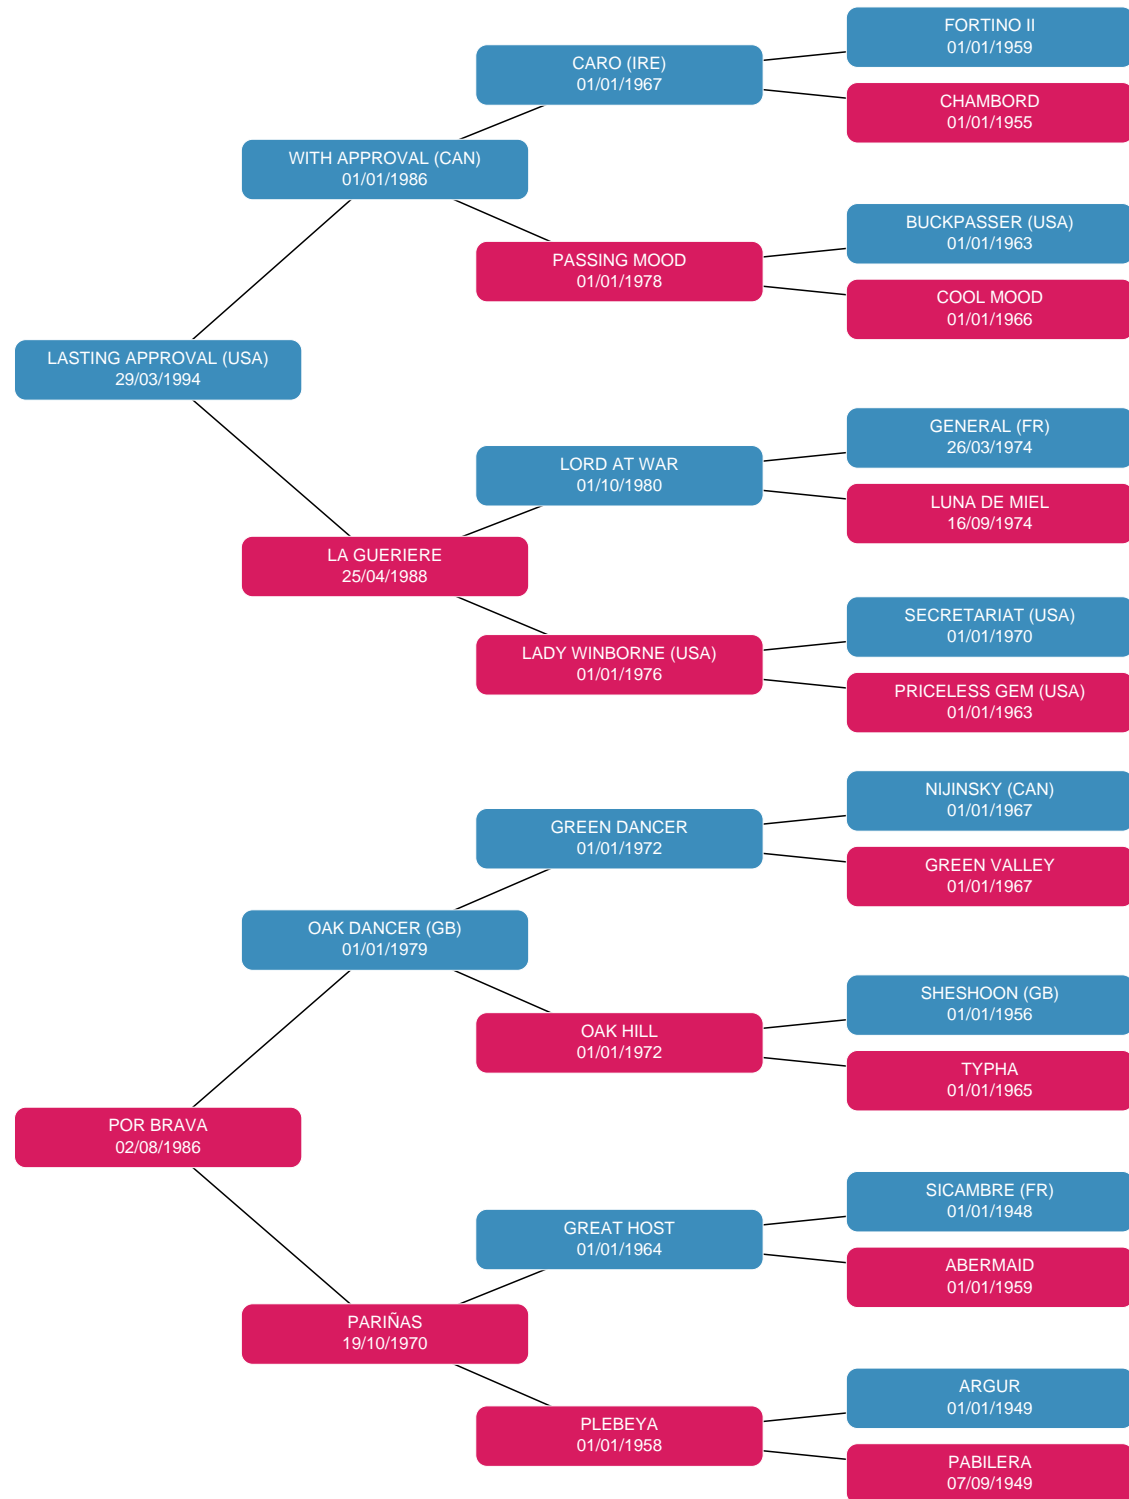 FORTINO II
01/01/1959
CARO (IRE)
01/01/1967
CHAMBORD
01/01/1955
WITH APPROVAL (CAN)
01/01/1986
BUCKPASSER (USA)
01/01/1963
PASSING MOOD
01/01/1978
COOL MOOD
01/01/1966
LASTING APPROVAL (USA)
29/03/1994
GENERAL (FR)
26/03/1974
LORD AT WAR
01/10/1980
LUNA DE MIEL
16/09/1974
LA GUERIERE
25/04/1988
SECRETARIAT (USA)
01/01/1970
LADY WINBORNE (USA)
01/01/1976
PRICELESS GEM (USA)
01/01/1963
NIJINSKY (CAN)
01/01/1967
GREEN DANCER
01/01/1972
GREEN VALLEY
01/01/1967
OAK DANCER (GB)
01/01/1979
SHESHOON (GB)
01/01/1956
OAK HILL
01/01/1972
TYPHA
01/01/1965
POR BRAVA
02/08/1986
SICAMBRE (FR)
01/01/1948
GREAT HOST
01/01/1964
ABERMAID
01/01/1959
PARIÑAS
19/10/1970
ARGUR
01/01/1949
PLEBEYA
01/01/1958
PABILERA
07/09/1949